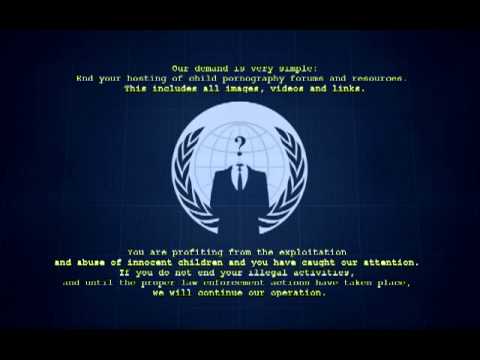 Our demand is very simple:
End your hosting of child pornography forums and resources.
This includes all images, videos and links.
?
You are profiting from the exploitation
and abuse of innocent children and you have caught our attention.
If you do not end your illegal activities,
and until the proper law enforcement actions have taken place,
we will continue our operation.